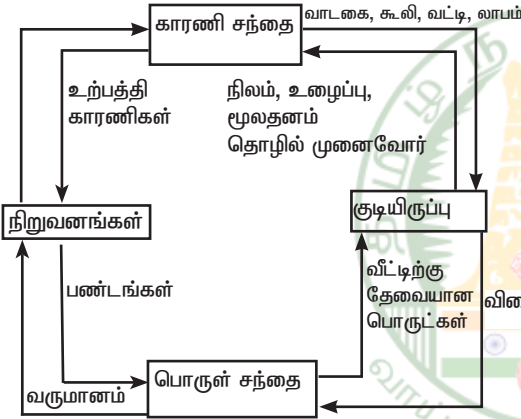 காரணி சந்தை
வாடகை, கூலி, வட்டி, லாபம்
உற்பத்தி
காரணிகள்
நிலம், உழைப்பு,
மூலதனம்
தொழில் முனைவோர்
நிறுவனங்கள்
குடியிருப்பு
பண்டங்கள்
வீட்டிற்கு
தேவையான
பொருட்கள்
பொருள் சந்தை
வருமானம்